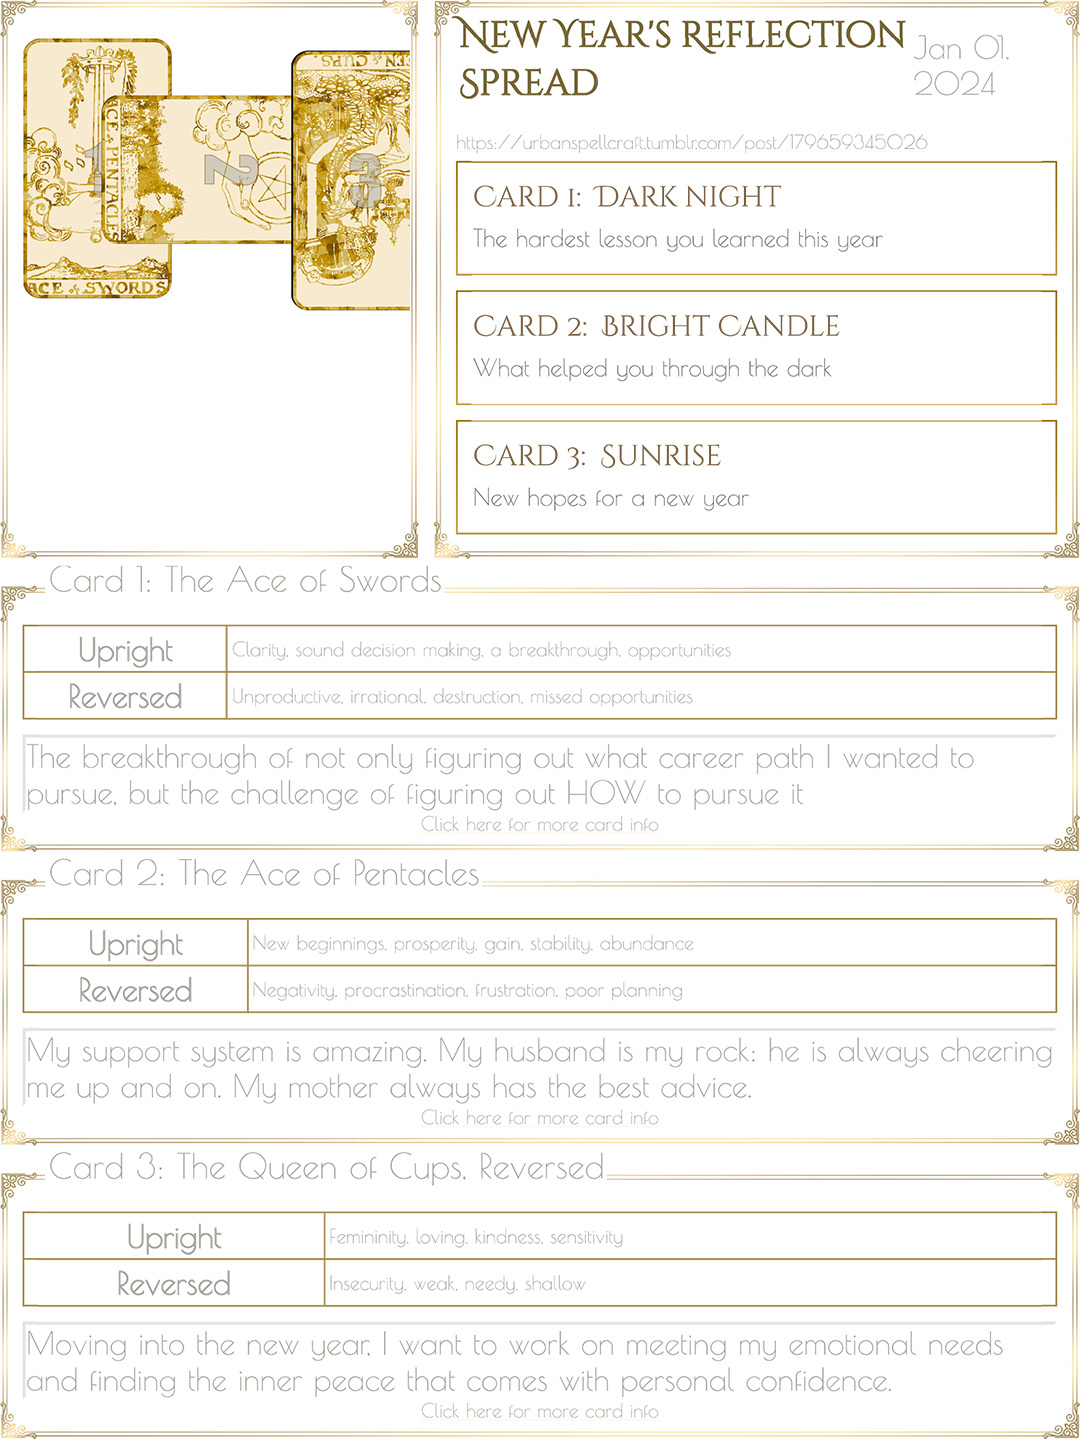 ACE of SWORDS
1
ACE of PENTACLES
2
QUEEN of CUPS.
3
New Year's Reflection
Spread
Jan 01,
2024
https://urbanspellcraft.tumblr.com/post/179659345026
Card 1: Dark Night
The hardest lesson you learned this year
Card 2: Bright Candle
What helped you through the dark
Card 3: Sunrise
New hopes for a new year
Card 1: The Ace of Swords
Upright
Clarity, sound decision making, a breakthrough, opportunities
Reversed
Unproductive, irrational, destruction, missed opportunities
The breakthrough of not only figuring out what career path I wanted to
pursue, but the challenge of figuring out HOW to pursue it
Click here for more card info
Card 2: The Ace of Pentacles
Upright
New beginnings, prosperity, gain, stability, abundance
Reversed
Negativity, procrastination, frustration, poor planning
My support system is amazing. My husband is my rock: he is always cheering
me up and on. My mother always has the best advice.
Click here for more card info
Card 3: The Queen of Cups, Reversed
Upright
Femininity, loving, kindness, sensitivity
Reversed
Insecurity, weak, needy, shallow
Moving into the new year, I want to work on meeting my emotional needs
and finding the inner peace that comes with personal confidence.
Click here for more card info